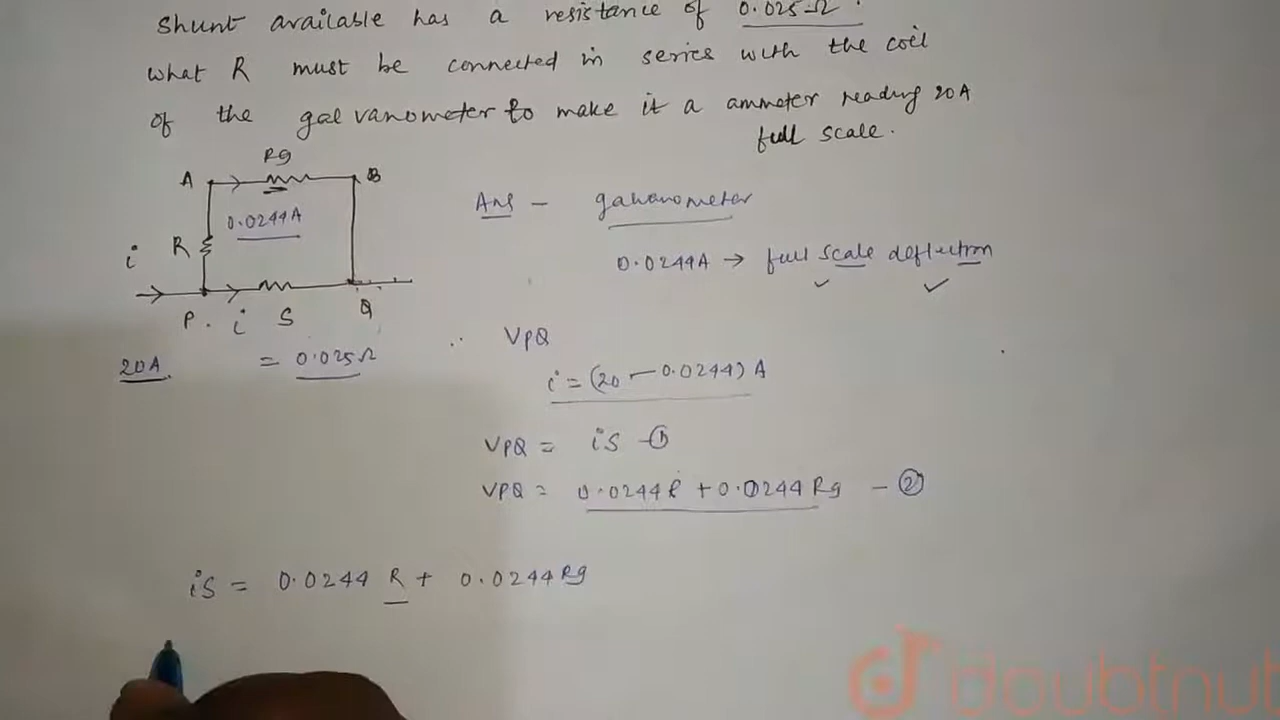 shunt available has a resistance of 0.025 Ω.
what R must be connected in series with the coil
of the galvanometer to make it a ammeter reading 20A
full scale.
Rg
A
B
0.0244A
i
R
P.
i
S
Q
20A.
= 0.025Ω
Ans - galvanometer
0.0244A → full scale deflection
∴ VPQ
i = (20 - 0.0244) A
VPQ = iS - ①
VPQ = 0.0244R + 0.0244 Rg - ②
iS = 0.0244 R + 0.0244 Rg
doubtnut